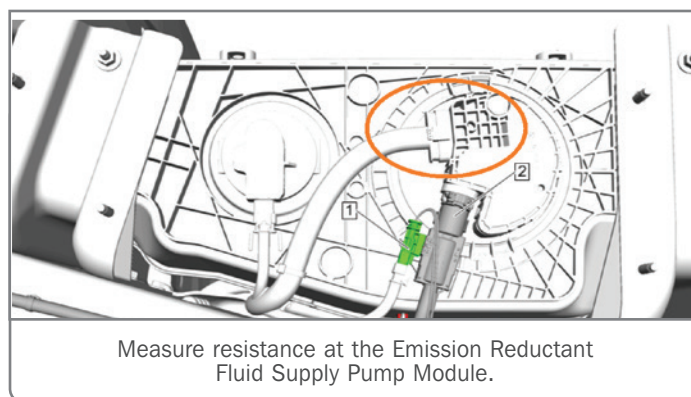 1
2
Measure resistance at the Emission Reductant
Fluid Supply Pump Module.